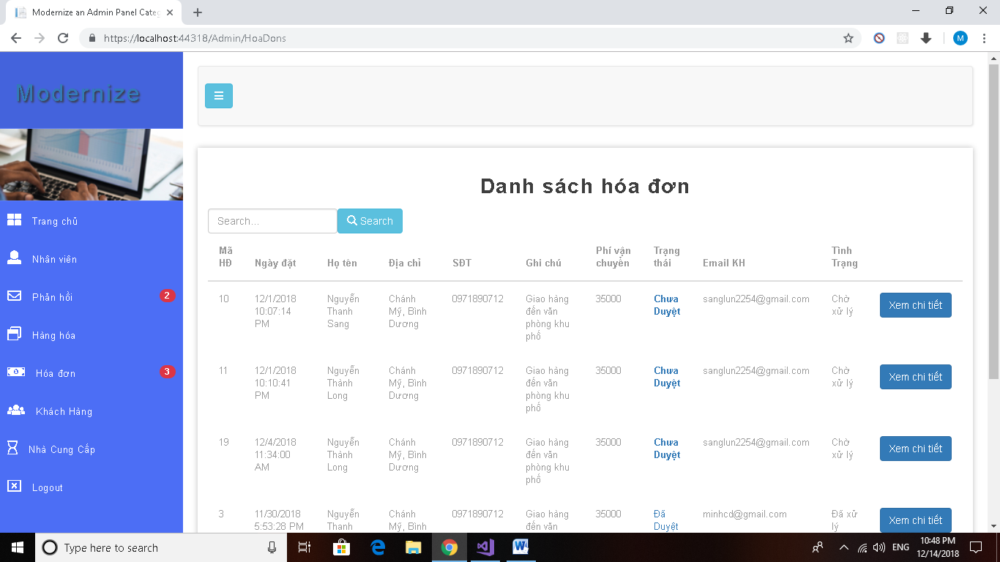 Modernize an Admin Panel Categ
https://localhost:44318/Admin/HoaDons
M
Modernize
Trang chủ
Nhân viên
Phản hồi 2
Hàng hóa
Hóa đơn 3
Khách Hàng
Nhà Cung Cấp
Logout
Danh sách hóa đơn
Search...
Search
Mã HĐ Ngày đặt Họ tên Địa chỉ SĐT Ghi chú Phí vận chuyển Trạng thái Email KH Tình Trạng
10 12/1/2018 10:07:14 PM Nguyễn Thanh Sang Chánh Mỹ, Bình Dương 0971890712 Giao hàng đến văn phòng khu phố 35000 Chưa Duyệt sanglun2254@gmail.com Chờ xử lý Xem chi tiết
11 12/1/2018 10:10:41 PM Nguyễn Thành Long Chánh Mỹ, Bình Dương 0971890712 Giao hàng đến văn phòng khu phố 35000 Chưa Duyệt sanglun2254@gmail.com Chờ xử lý Xem chi tiết
19 12/4/2018 11:34:00 AM Nguyễn Thành Long Chánh Mỹ, Bình Dương 0971890712 Giao hàng đến văn phòng khu phố 35000 Chưa Duyệt sanglun2254@gmail.com Chờ xử lý Xem chi tiết
3 11/30/2018 5:53:28 PM Nguyễn Thanh Chánh Mỹ, Bình 0971890712 Giao hàng đến văn 35000 Đã Duyệt minhcd@gmail.com Đã xử lý Xem chi tiết
Type here to search
ENG
10:48 PM
12/14/2018